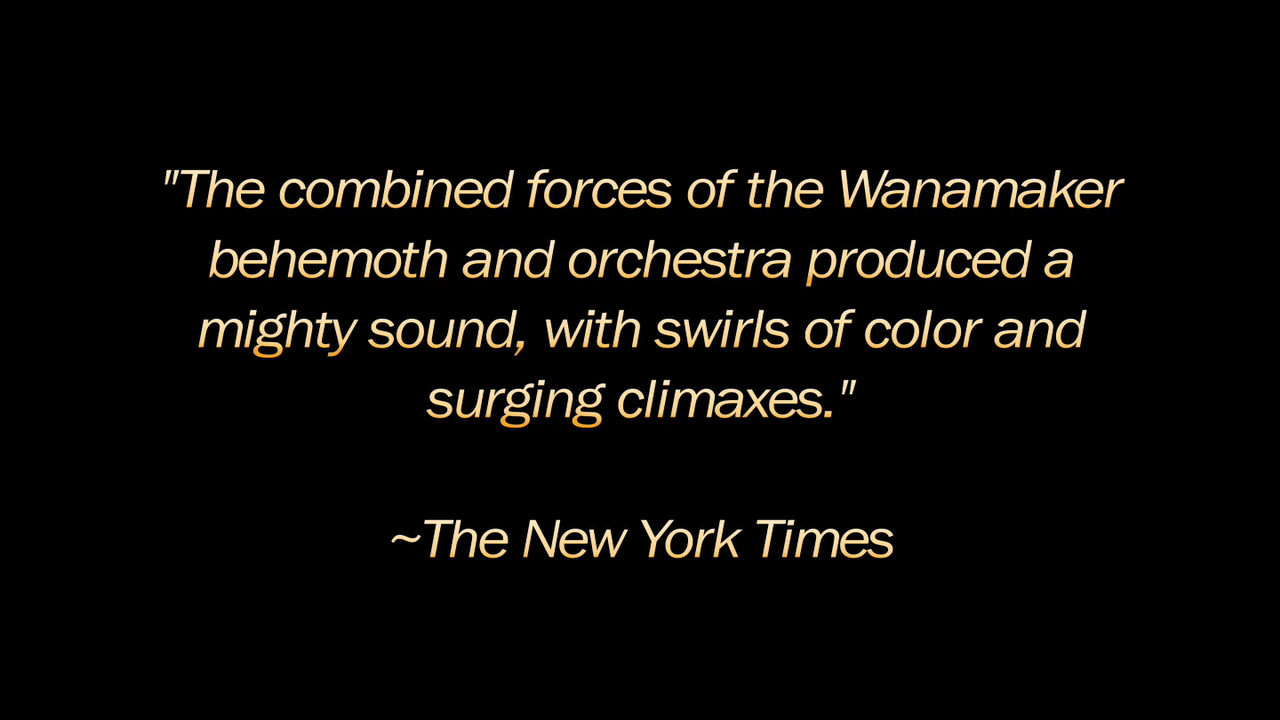 "The combined forces of the Wanamaker
behemoth and orchestra produced a
mighty sound, with swirls of color and
surging climaxes."
~The New York Times